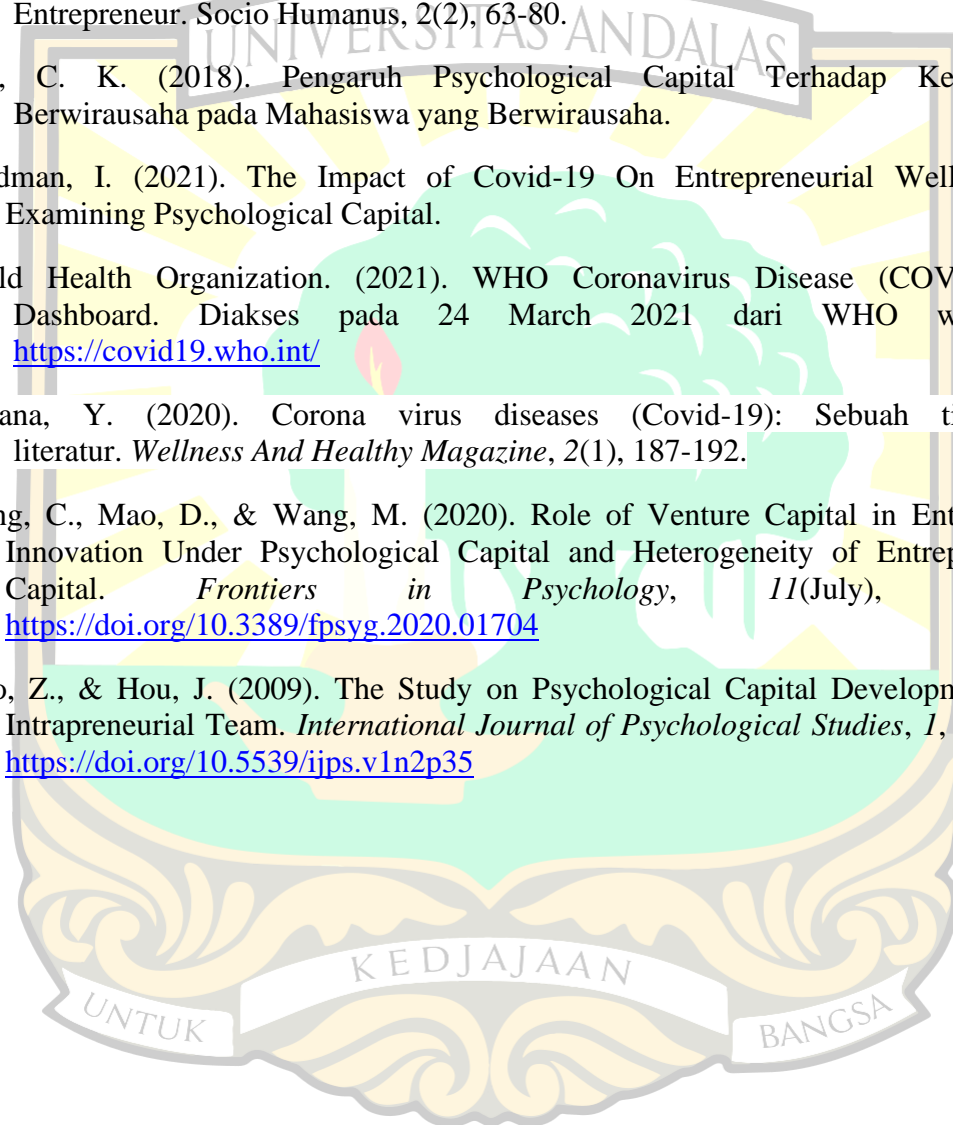 Entrepreneur. Socio Humanus, 2(2), 63-80.
UNIVERSITAS ANDALAS
, C. K. (2018). Pengaruh Psychological Capital Terhadap Ke
Berwirausaha pada Mahasiswa yang Berwirausaha.
dman, I. (2021). The Impact of Covid-19 On Entrepreneurial Well
Examining Psychological Capital.
ld Health Organization. (2021). WHO Coronavirus Disease (COV
Dashboard. Diakses pada 24 March 2021 dari WHO w
https://covid19.who.int/
ana, Y. (2020). Corona virus diseases (Covid-19): Sebuah ti
literatur. Wellness And Healthy Magazine, 2(1), 187-192.
ng, C., Mao, D., & Wang, M. (2020). Role of Venture Capital in Ent
Innovation Under Psychological Capital and Heterogeneity of Entrep
Capital. Frontiers in Psychology, 11(July),
https://doi.org/10.3389/fpsyg.2020.01704
o, Z., & Hou, J. (2009). The Study on Psychological Capital Developm
Intrapreneurial Team. International Journal of Psychological Studies, 1,
https://doi.org/10.5539/ijps.v1n2p35
UNTUK KEDJAJAAN BANGSA